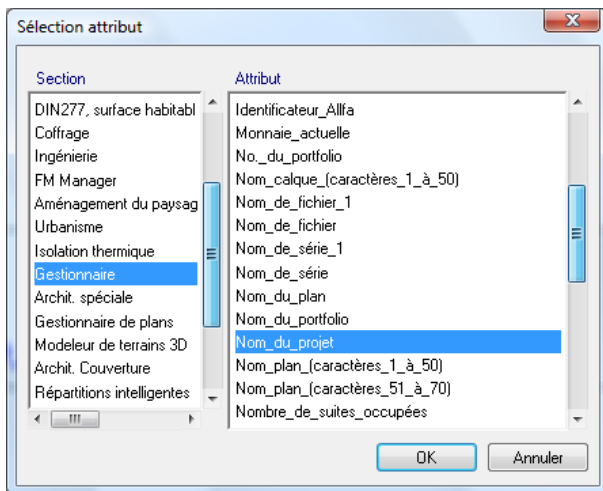 Sélection attribut
Section
DIN277, surface habitabl
Coffrage
Ingénierie
FM Manager
Aménagement du paysag
Urbanisme
Isolation thermique
Gestionnaire
Archit. spéciale
Gestionnaire de plans
Modeleur de terrains 3D
Archit. Couverture
Répartitions intelligentes
Attribut
Identificateur_Allfa
Monnaie_actuelle
No._du_portfolio
Nom_calque_(caractères_1_à_50)
Nom_de_fichier_1
Nom_de_fichier
Nom_de_série_1
Nom_de_série
Nom_du_plan
Nom_du_portfolio
Nom_du_projet
Nom_plan_(caractères_1_à_50)
Nom_plan_(caractères_51_à_70)
Nombre_de_suites_occupées
OK
Annuler